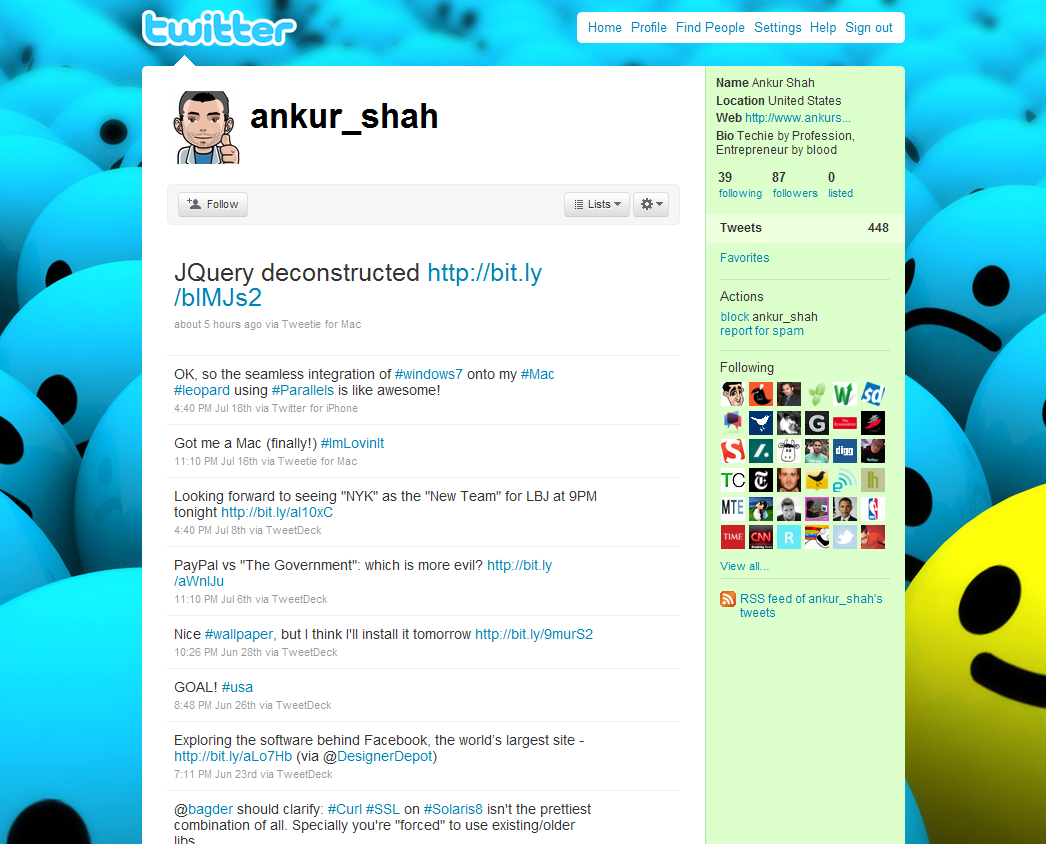 twitter
Home Profile Find People Settings Help Sign out
ankur_shah
Follow
Lists
JQuery deconstructed http://bit.ly
/blMJs2
about 5 hours ago via Tweetie for Mac
OK, so the seamless integration of #windows7 onto my #Mac
#leopard using #Parallels is like awesome!
4:40 PM Jul 18th via Twitter for iPhone
Got me a Mac (finally!) #ImLovinIt
11:10 PM Jul 16th via Tweetie for Mac
Looking forward to seeing "NYK" as the "New Team" for LBJ at 9PM
tonight http://bit.ly/al10xC
4:40 PM Jul 8th via TweetDeck
PayPal vs "The Government": which is more evil? http://bit.ly
/aWnlJu
11:10 PM Jul 6th via TweetDeck
Nice #wallpaper, but I think I'll install it tomorrow http://bit.ly/9murS2
10:26 PM Jun 28th via TweetDeck
GOAL! #usa
8:48 PM Jun 26th via TweetDeck
Exploring the software behind Facebook, the world's largest site -
http://bit.ly/aLo7Hb (via @DesignerDepot)
7:11 PM Jun 23rd via TweetDeck
@bagder should clarify: #Curl #SSL on #Solaris8 isn't the prettiest
combination of all. Specially you're "forced" to use existing/older
libs
Name Ankur Shah
Location United States
Web http://www.ankurs...
Bio Techie by Profession,
Entrepreneur by blood
39 87 0
following followers listed
Tweets 448
Favorites
Actions
block ankur_shah
report for spam
Following
W sd
G
S digg
TC T
MTE
TIME CNN R
View all...
RSS feed of ankur_shah's
tweets